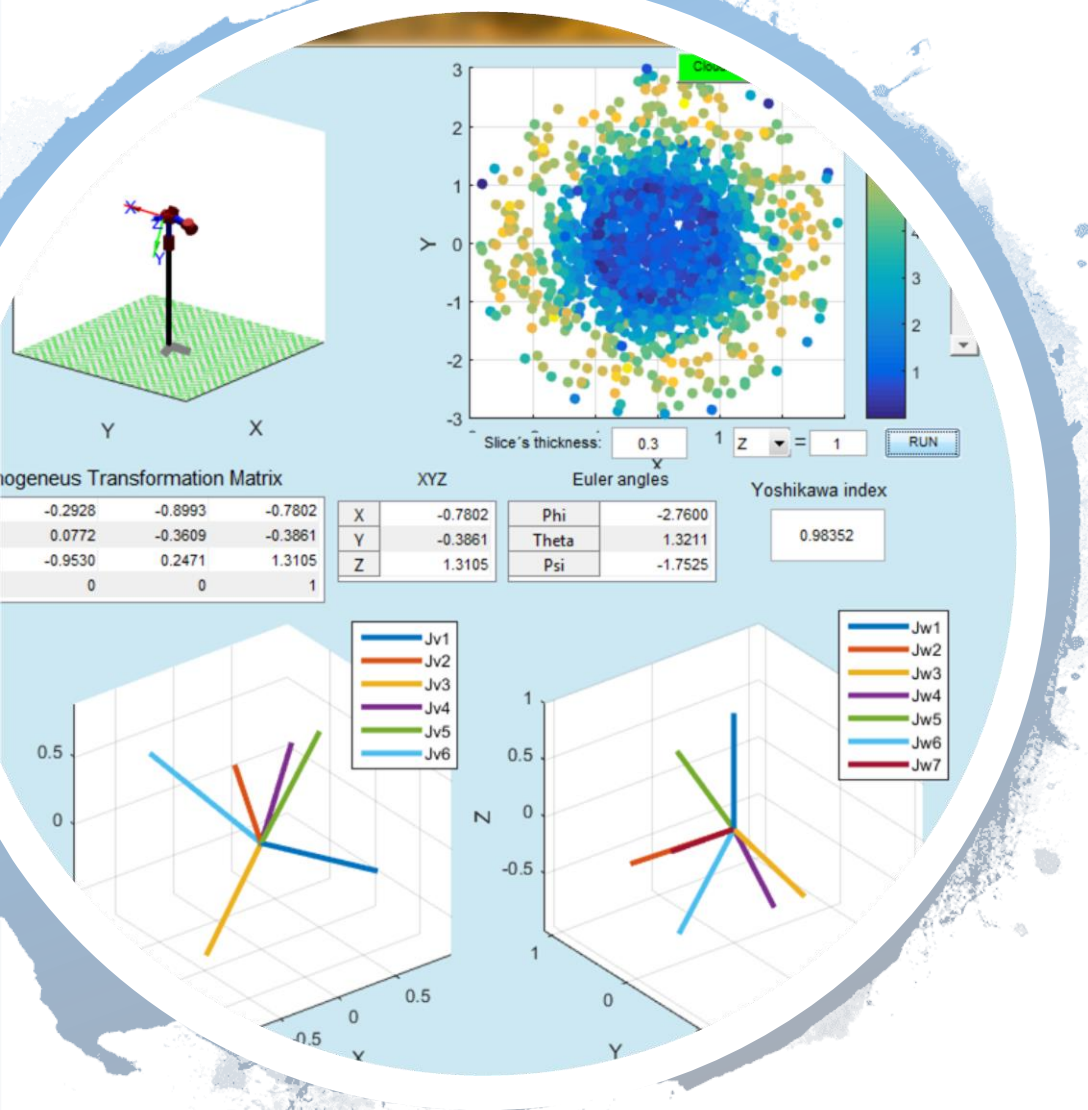 Clou
3
2
1
0
-1
-2
-3
Y
X
Z
Y
3
2
1
Y
X
Slice´s thickness: 0.3 1 Z = 1 RUN
X
ogeneus Transformation Matrix
-0.2928 -0.8993 -0.7802
0.0772 -0.3609 -0.3861
-0.9530 0.2471 1.3105
0 0 1
XYZ
X -0.7802
Y -0.3861
Z 1.3105
Euler angles
Phi -2.7600
Theta 1.3211
Psi -1.7525
Yoshikawa index
0.98352
Jv1
Jv2
Jv3
Jv4
Jv5
Jv6
0.5
0
0.5
0
-0.5
Jw1
Jw2
Jw3
Jw4
Jw5
Jw6
Jw7
1
0.5
0
-0.5
Z
1
0